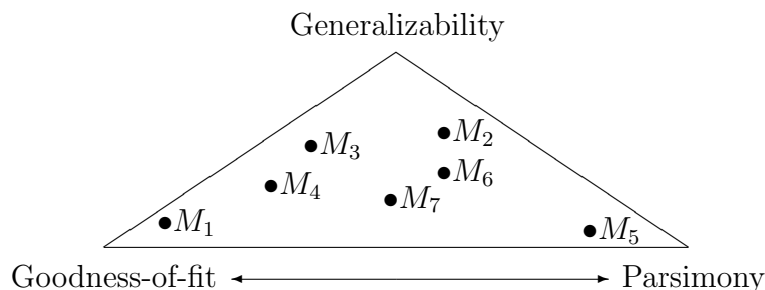 Generalizability
M2
M3
M6
M4
M7
M1
M5
Goodness-of-fit
Parsimony